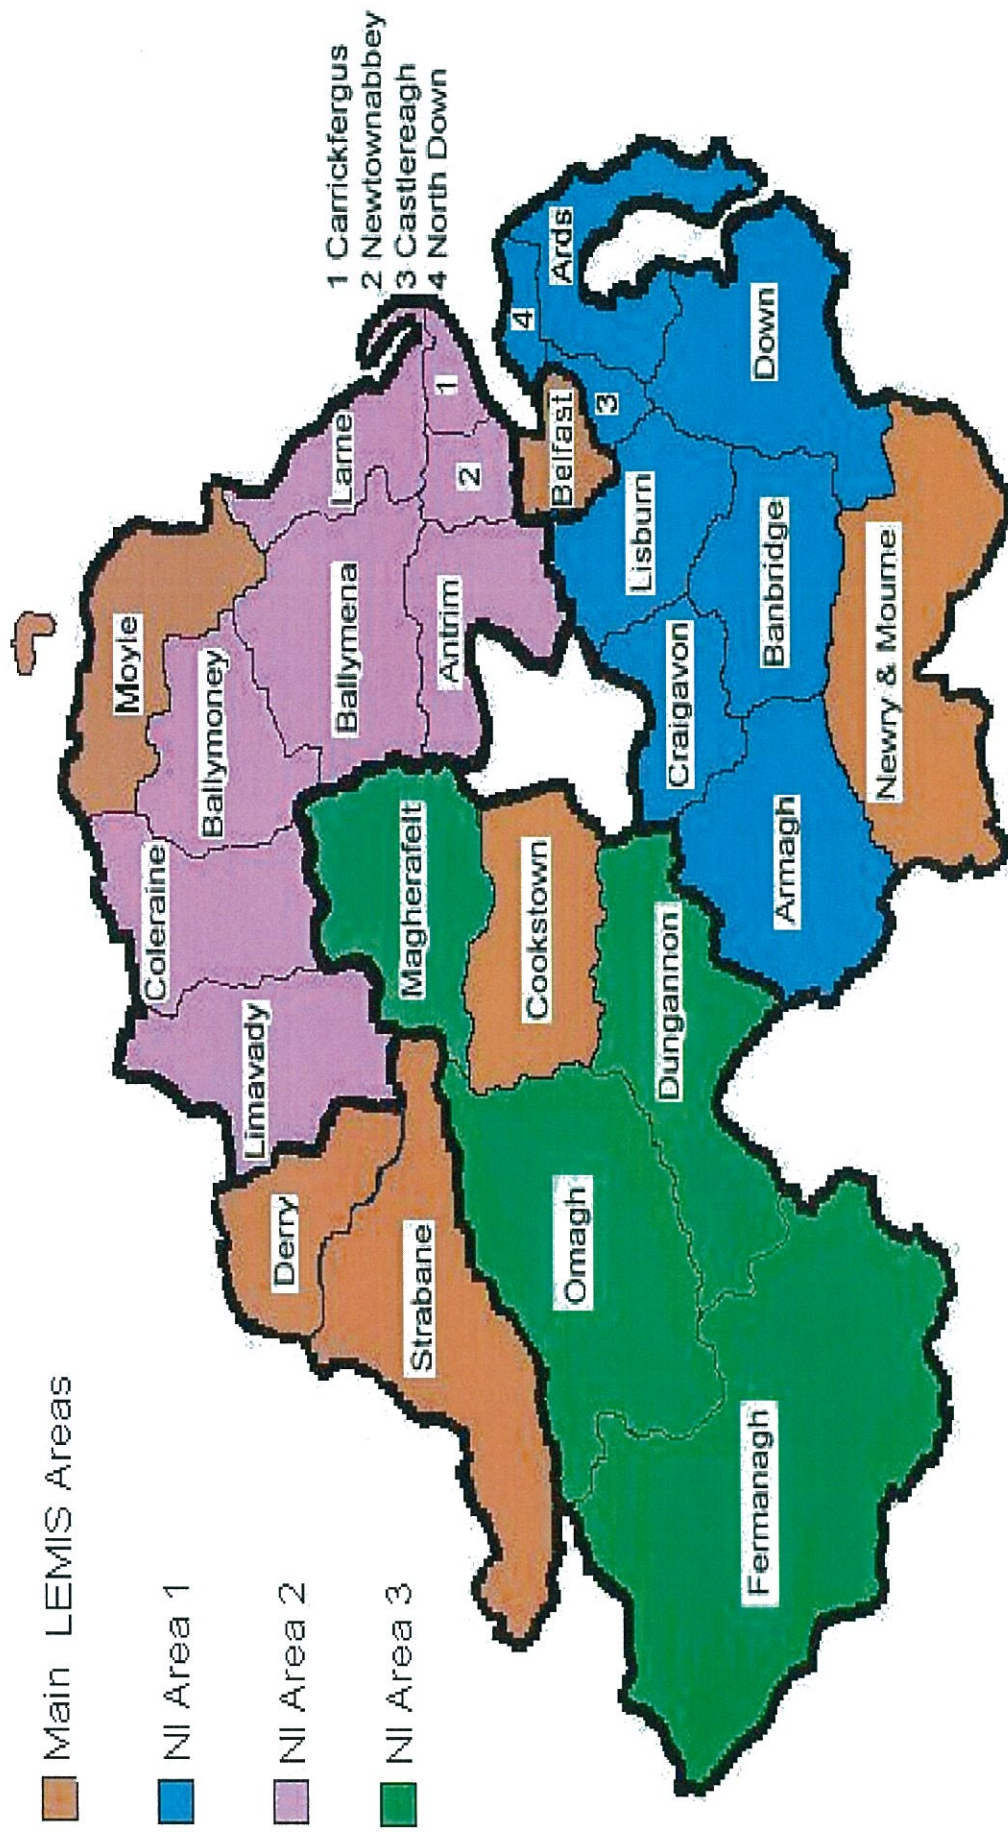 Main LEMIS Areas
NI Area 1
NI Area 2
NI Area 3
1 Carrickfergus
2 Newtownabbey
3 Castlereagh
4 North Down
Moyle
Coleraine
Ballymoney
Limavady
Larne
Derry
Ballymena
Magherafelt
Strabane
Antrim
1
2
4
Ards
Cookstown
Belfast
3
Omagh
Lisburn
Dungannon
Craigavon
Fermanagh
Down
Banbridge
Armagh
Newry & Mourne